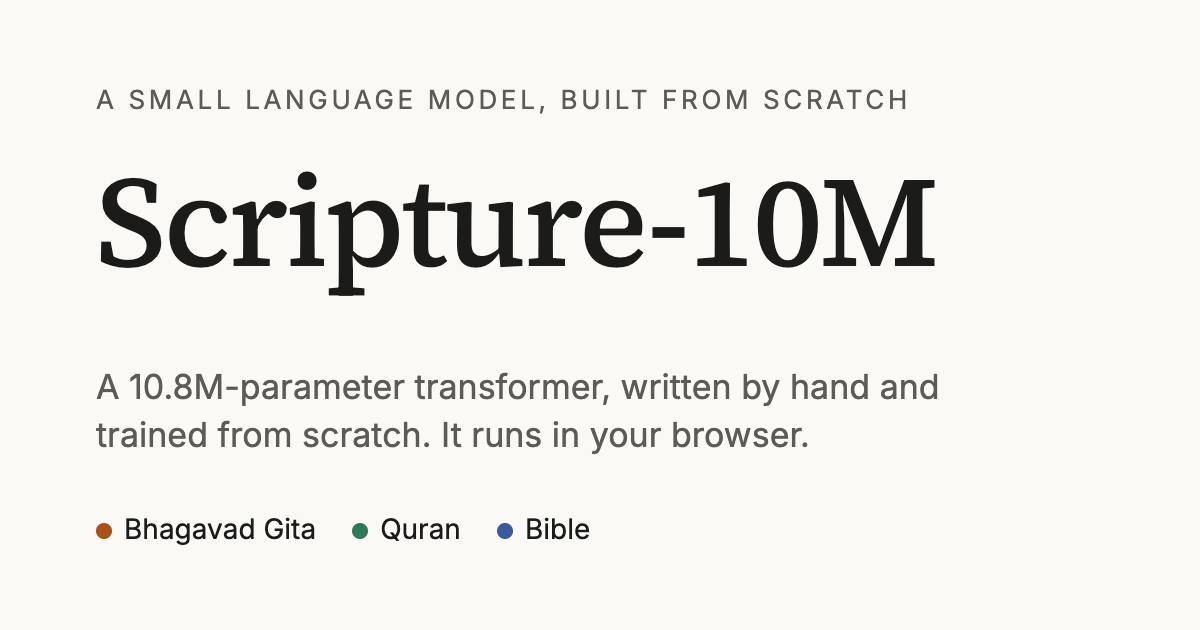 A SMALL LANGUAGE MODEL, BUILT FROM SCRATCH
Scripture-10M
A 10.8M-parameter transformer, written by hand and
trained from scratch. It runs in your browser.
Bhagavad Gita Quran Bible